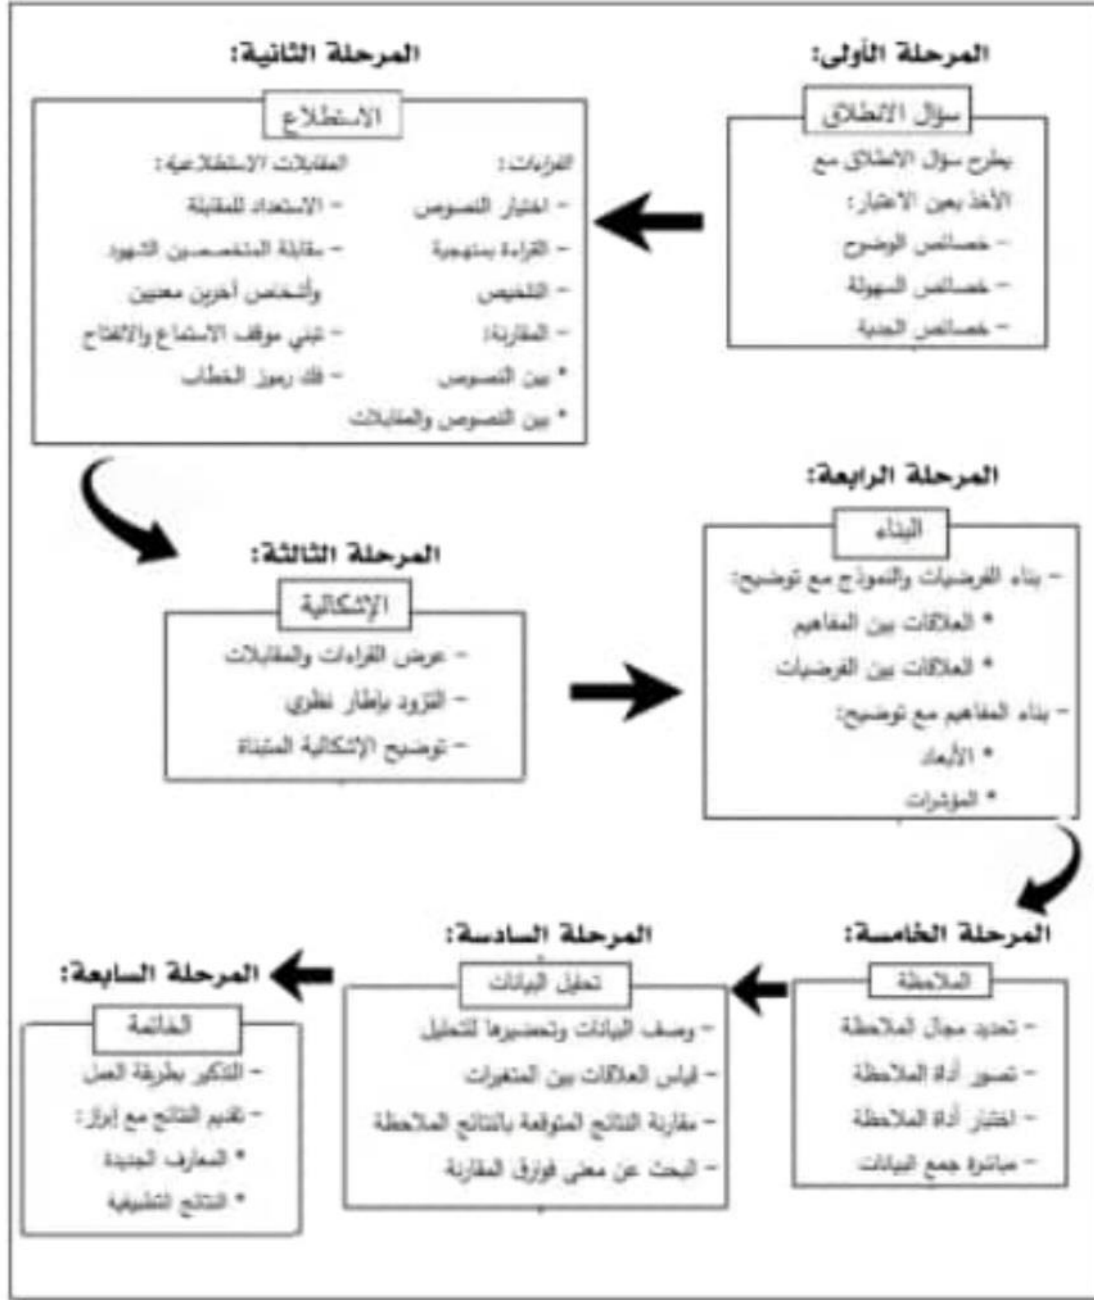 المرحلة الأولى:
سؤال الانطلاق
يطرح سؤال الانطلاق مع
الأخذ بعين الاعتبار:
- خصائص الوضوح
- خصائص السهولة
- خصائص الجدية
المرحلة الثانية:
الاستطلاع
القراءات:
- اختيار النصوص
- القراءة بمنهجية
- التلخيص
- المقارنة:
* بين النصوص
* بين النصوص والمقابلات
المقابلات الاستطلاعية:
- الاستعداد للمقابلة
- مقابلة المتخصصين الشهود
وأشخاص آخرين معنيين
- تبني موقف الاستماع والانفتاح
- فك رموز الخطاب
المرحلة الثالثة:
الإشكالية
- عرض القراءات والمقابلات
- التزود بإطار نظري
- توضيح الإشكالية المتبناة
المرحلة الرابعة:
البناء
- بناء الفرضيات والنموذج مع توضيح:
* العلاقات بين المفاهيم
* العلاقات بين الفرضيات
- بناء المفاهيم مع توضيح:
* الأبعاد
* المؤشرات
المرحلة الخامسة:
الملاحظة
- تحديد مجال الملاحظة
- تصور أداة الملاحظة
- اختبار أداة الملاحظة
- مباشرة جمع البيانات
المرحلة السادسة:
تحليل البيانات
- وصف البيانات وتحضيرها للتحليل
- قياس العلاقات بين المتغيرات
- مقارنة النتائج المتوقعة بالنتائج الملاحظة
- البحث عن معنى فوارق المقارنة
المرحلة السابعة:
الخاتمة
- التذكير بطريقة العمل
- تقديم النتائج مع إبراز:
* المعارف الجديدة
* النتائج التطبيقية